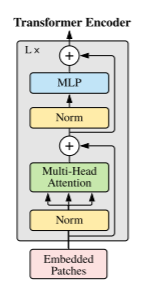 Transformer Encoder
L ×
+
MLP
Norm
+
Multi-Head
Attention
Norm
Embedded
Patches